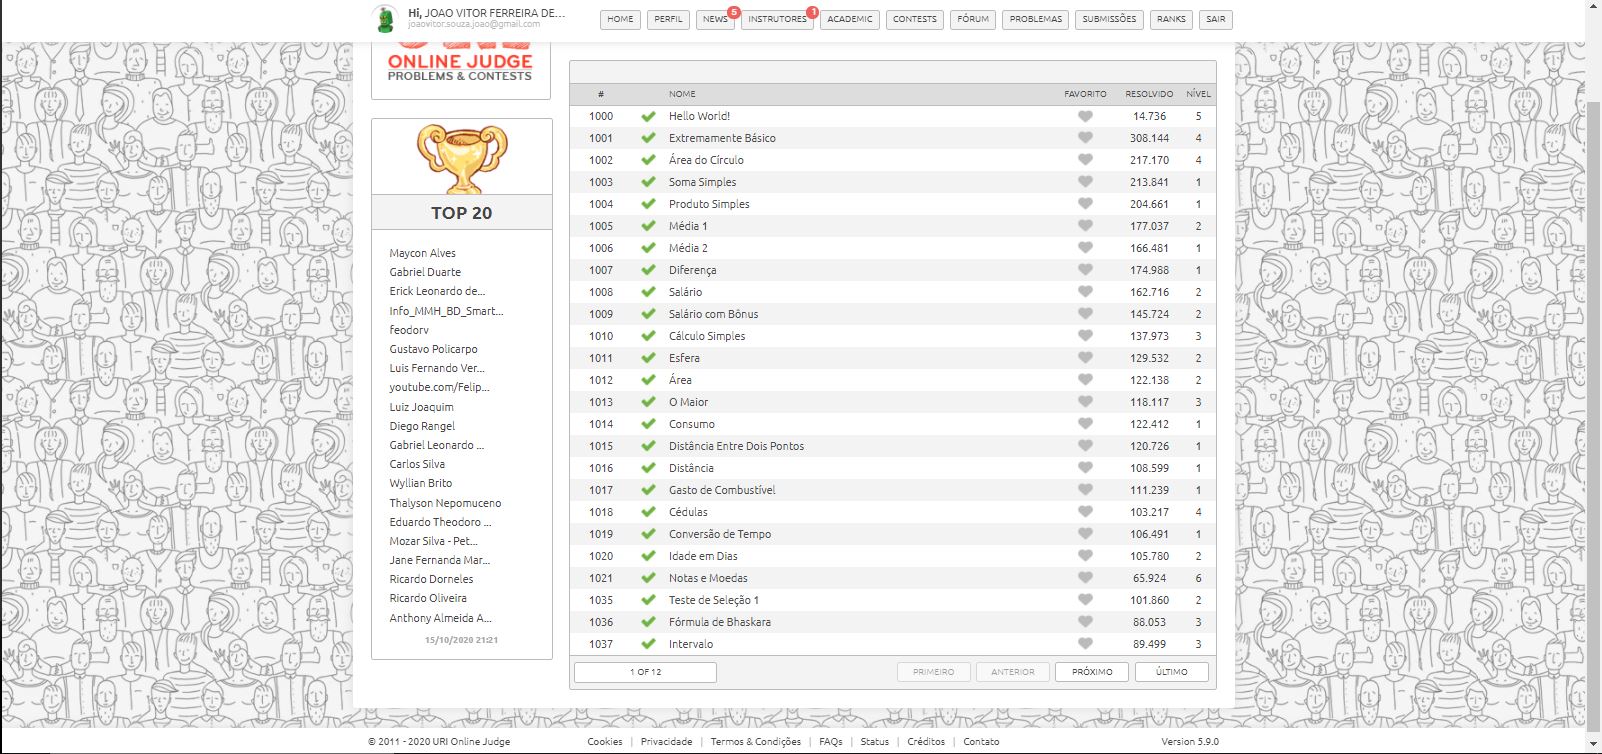 Hi, JOAO VITOR FERREIRA DE...
joaovitor.souza.joao@gmail.com
HOME PERFIL NEWS 5 INSTRUTORES 1 ACADEMIC CONTESTS FÓRUM PROBLEMAS SUBMISSÕES RANKS SAIR
ONLINE JUDGE
PROBLEMS & CONTESTS
TOP 20
Maycon Alves
Gabriel Duarte
Erick Leonardo de...
Info_MMH_BD_Smart...
feodorv
Gustavo Policarpo
Luis Fernando Ver...
youtube.com/Felip...
Luiz Joaquim
Diego Rangel
Gabriel Leonardo ...
Carlos Silva
Wyllian Brito
Thalyson Nepomuceno
Eduardo Theodoro ...
Mozar Silva - Pet...
Jane Fernanda Mar...
Ricardo Dorneles
Ricardo Oliveira
Anthony Almeida A...
15/10/2020 21:21
# NOME FAVORITO RESOLVIDO NÍVEL
1000 Hello World! 14.736 5
1001 Extremamente Básico 308.144 4
1002 Área do Círculo 217.170 4
1003 Soma Simples 213.841 1
1004 Produto Simples 204.661 1
1005 Média 1 177.037 2
1006 Média 2 166.481 1
1007 Diferença 174.988 1
1008 Salário 162.716 2
1009 Salário com Bônus 145.724 2
1010 Cálculo Simples 137.973 3
1011 Esfera 129.532 2
1012 Área 122.138 2
1013 O Maior 118.117 3
1014 Consumo 122.412 1
1015 Distância Entre Dois Pontos 120.726 1
1016 Distância 108.599 1
1017 Gasto de Combustível 111.239 1
1018 Cédulas 103.217 4
1019 Conversão de Tempo 106.491 1
1020 Idade em Dias 105.780 2
1021 Notas e Moedas 65.924 6
1035 Teste de Seleção 1 101.860 2
1036 Fórmula de Bhaskara 88.053 3
1037 Intervalo 89.499 3
1 OF 12 PRIMEIRO ANTERIOR PRÓXIMO ÚLTIMO
© 2011 - 2020 URI Online Judge Cookies | Privacidade | Termos & Condições | FAQs | Status | Créditos | Contato Version 5.9.0